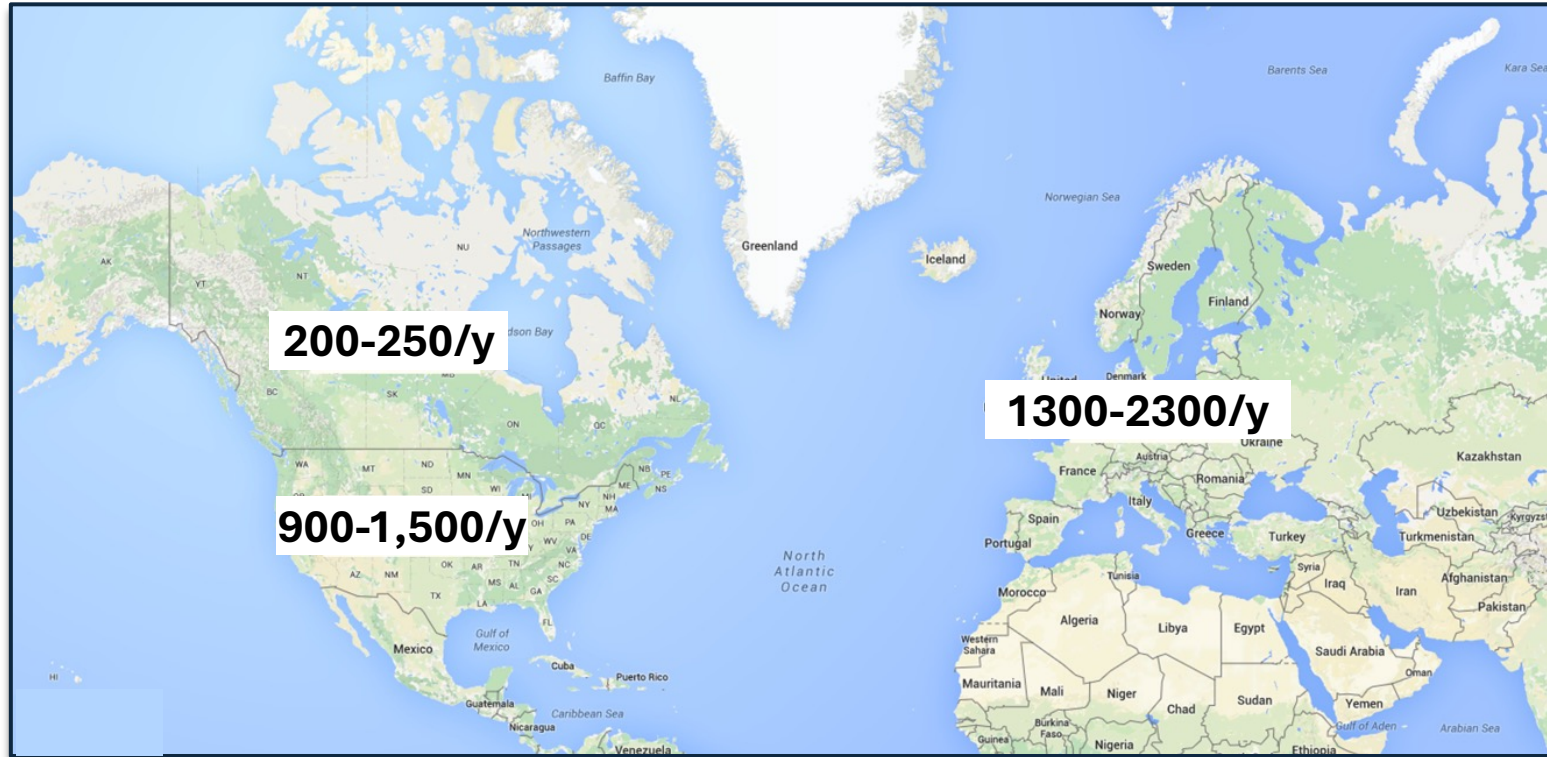 Baffin Bay
Barents Sea
Kara Sea
Norwegian Sea
Northwestern
Passages
NU
Greenland
Iceland
AK
YT
NT
Sweden
Finland
Norway
200-250/y
dson Bay
BC
SK
NL
Denmark
1300-2300/y
ON
QC
Ukraine
WA
MT
ND
MN
NB
PE
NS
ME
France
Austria
Romania
Kazakhstan
SD
WI
NH
MA
NY
Italy
900-1,500/y
OH
PA
DE
WV
VA
Spain
Portugal
Greece
Turkey
Uzbekistan
Kyrgyzst
Turkmenistan
North
Atlantic
Ocean
AZ
NM
OK
AR
TN
NC
SC
MS
AL
GA
TX
LA
FL
Tunisia
Morocco
Syria
Iraq
Iran
Afghanistan
Pakistan
Gulf of
Mexico
Mexico
Algeria
Libya
Egypt
Western
Sahara
Saudi Arabia
Cuba
Puerto Rico
HI
Oman
Mauritania
Mali
Niger
Chad
Sudan
Yemen
Guatemala
Caribbean Sea
Nicaragua
Burkina
Faso
Gulf of Aden
Arabian Sea
Guinea
Nigeria
Venezuela
Ethiopia